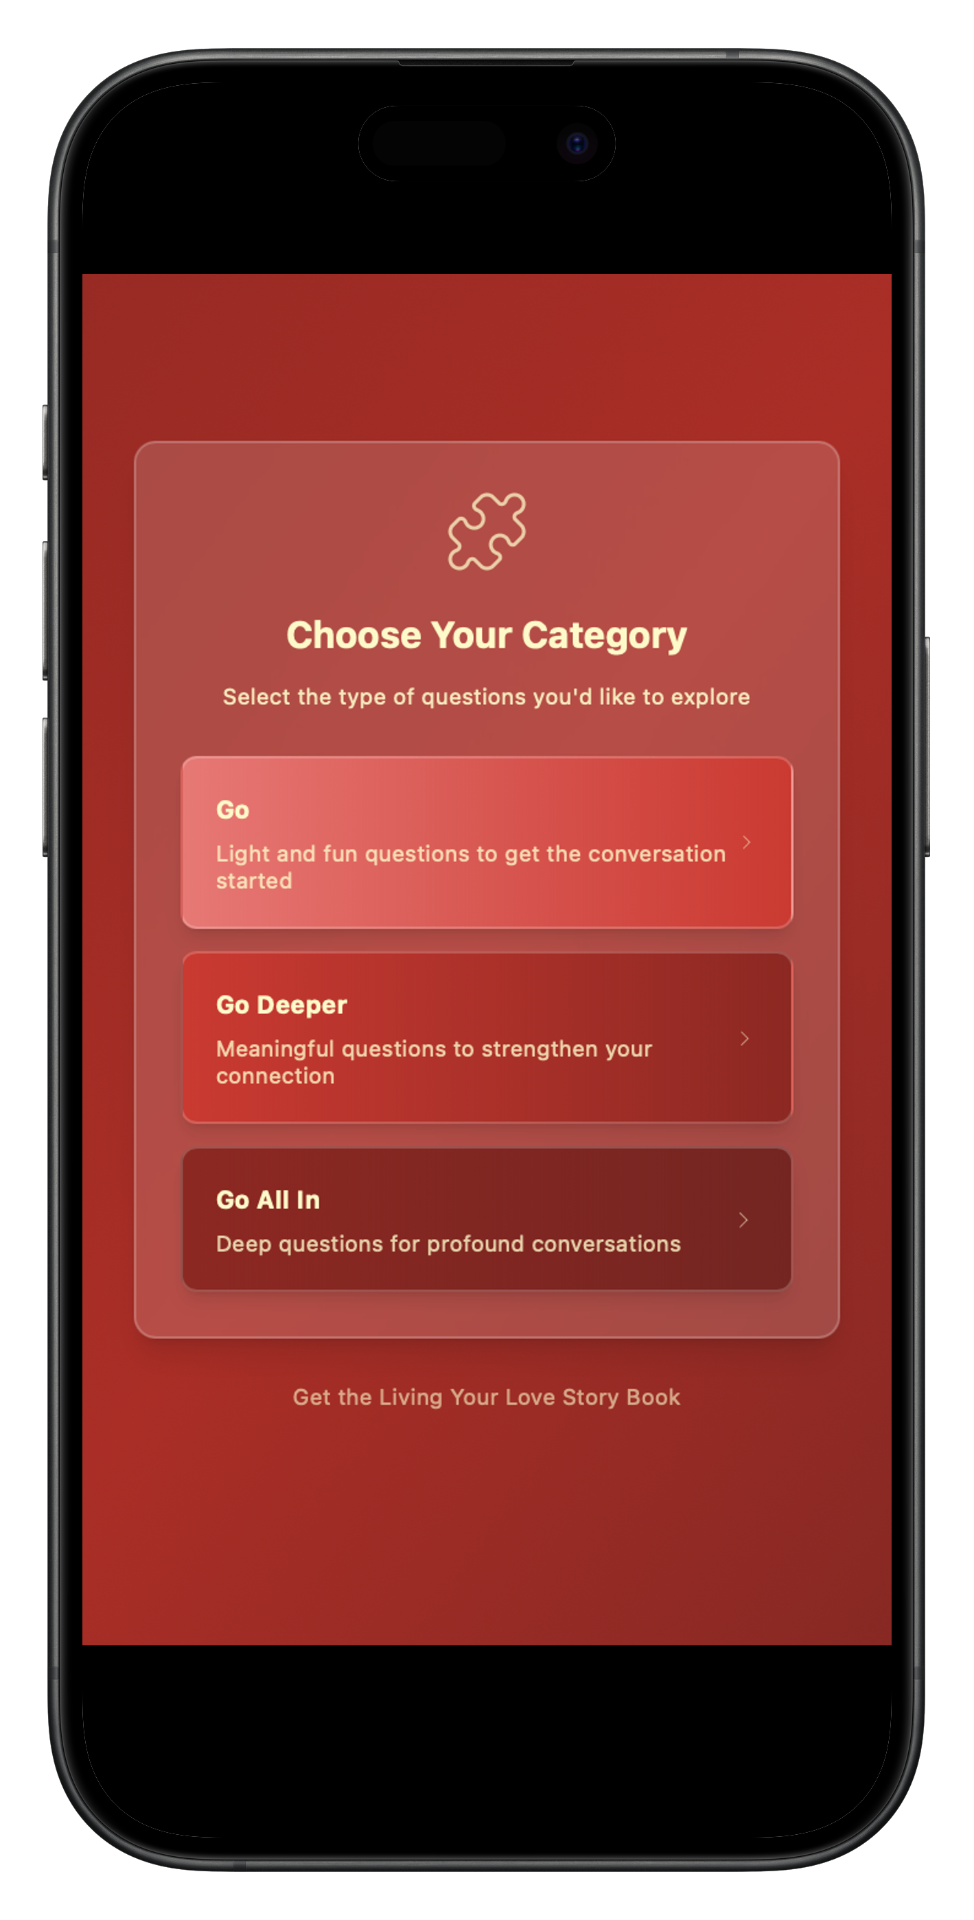 Choose Your Category
Select the type of questions you'd like to explore
Go
Light and fun questions to get the conversation
started
Go Deeper
Meaningful questions to strengthen your
connection
Go All In
Deep questions for profound conversations
Get the Living Your Love Story Book